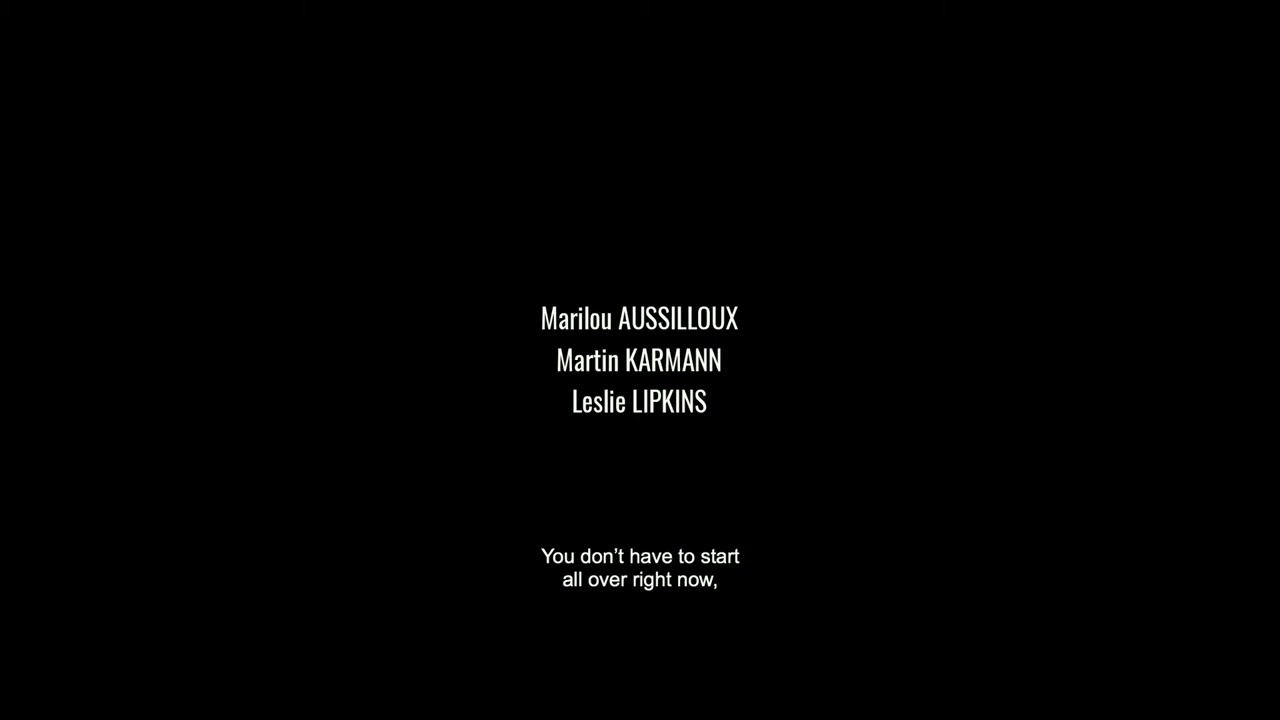 Marilou AUSSILLOUX
Martin KARMANN
Leslie LIPKINS
You don't have to start
all over right now,